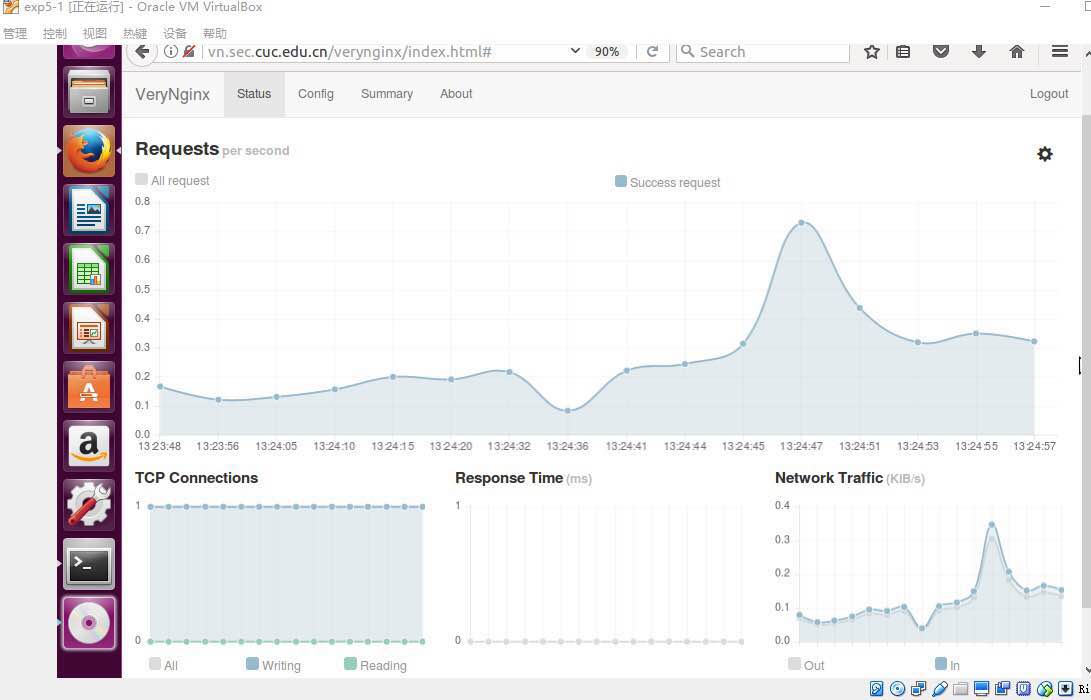 exp5-1 [正在运行] - Oracle VM VirtualBox
管理 控制 视图 热键 设备 帮助
vn.sec.cuc.edu.cn/verynginx/index.html# 90% Search
VeryNginx Status Config Summary About Logout
Requests per second
All request Success request
0.8
0.7
0.6
0.5
0.4
0.3
0.2
0.1
0.0
13:23:48 13:23:56 13:24:05 13:24:10 13:24:15 13:24:20 13:24:32 13:24:36 13:24:41 13:24:44 13:24:45 13:24:47 13:24:51 13:24:53 13:24:55 13:24:57
TCP Connections Response Time (ms) Network Traffic (KIB/s)
1 1 0.4
0.3
0.2
0.1
0 0 0.0
All Writing Reading Out In
Ri